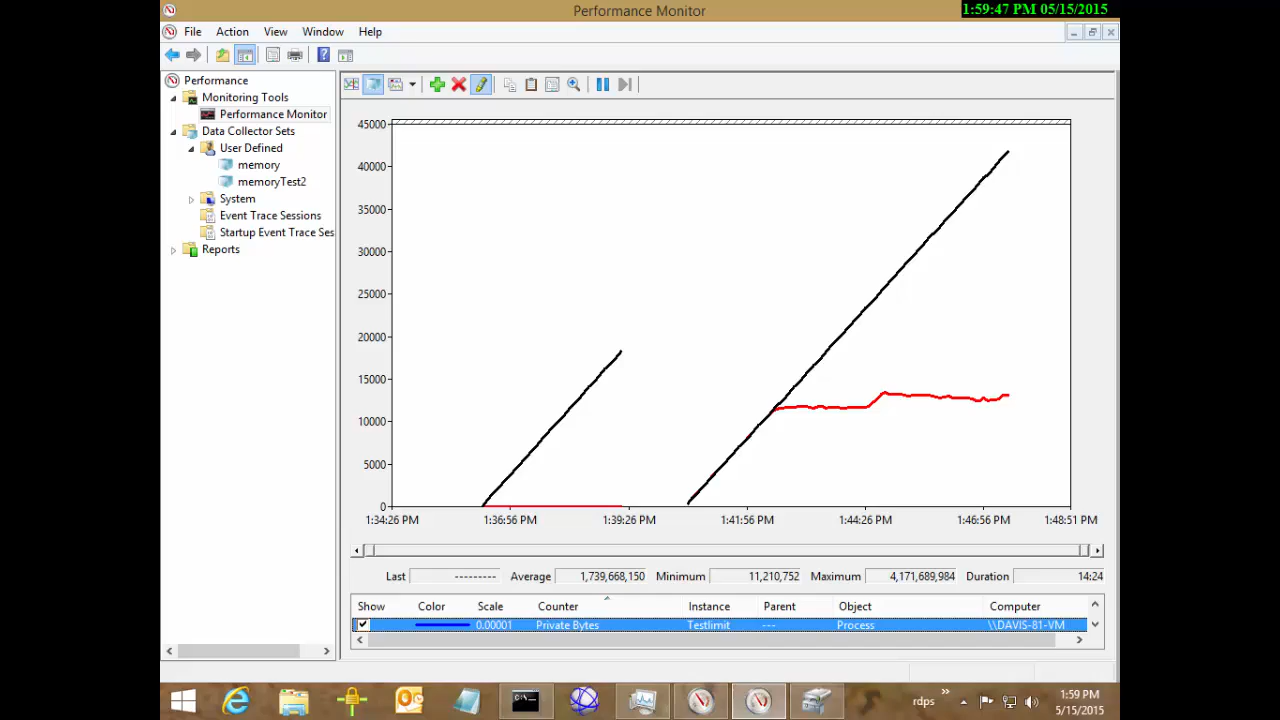 Performance Monitor
1:59:47 PM 05/15/2015
File Action View Window Help
Performance
Monitoring Tools
Performance Monitor
Data Collector Sets
User Defined
memory
memoryTest2
System
Event Trace Sessions
Startup Event Trace Ses
Reports
45000
40000
35000
30000
25000
20000
15000
10000
5000
0
1:34:26 PM 1:36:56 PM 1:39:26 PM 1:41:56 PM 1:44:26 PM 1:46:56 PM 1:48:51 PM
Last --------- Average 1,739,668,150 Minimum 11,210,752 Maximum 4,171,689,984 Duration 14:24
Show Color Scale Counter Instance Parent Object Computer
0.00001 Private Bytes Testlimit --- Process \\DAVIS-81-VM
rdps
1:59 PM
5/15/2015